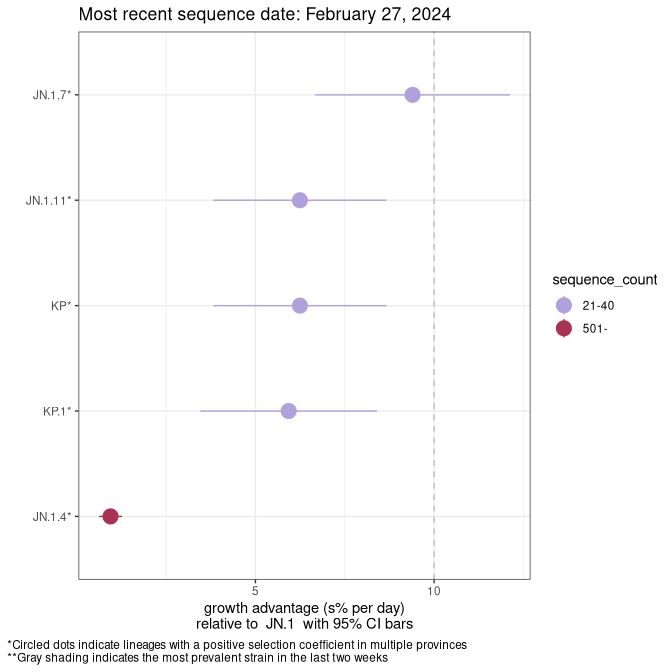 Most recent sequence date: February 27, 2024
JN.1.7*
JN.1.11*
KP*
KP.1*
JN.1.4*
5
10
growth advantage (s% per day)
relative to  JN.1  with 95% CI bars
sequence_count
21-40
501-
*Circled dots indicate lineages with a positive selection coefficient in multiple provinces
**Gray shading indicates the most prevalent strain in the last two weeks